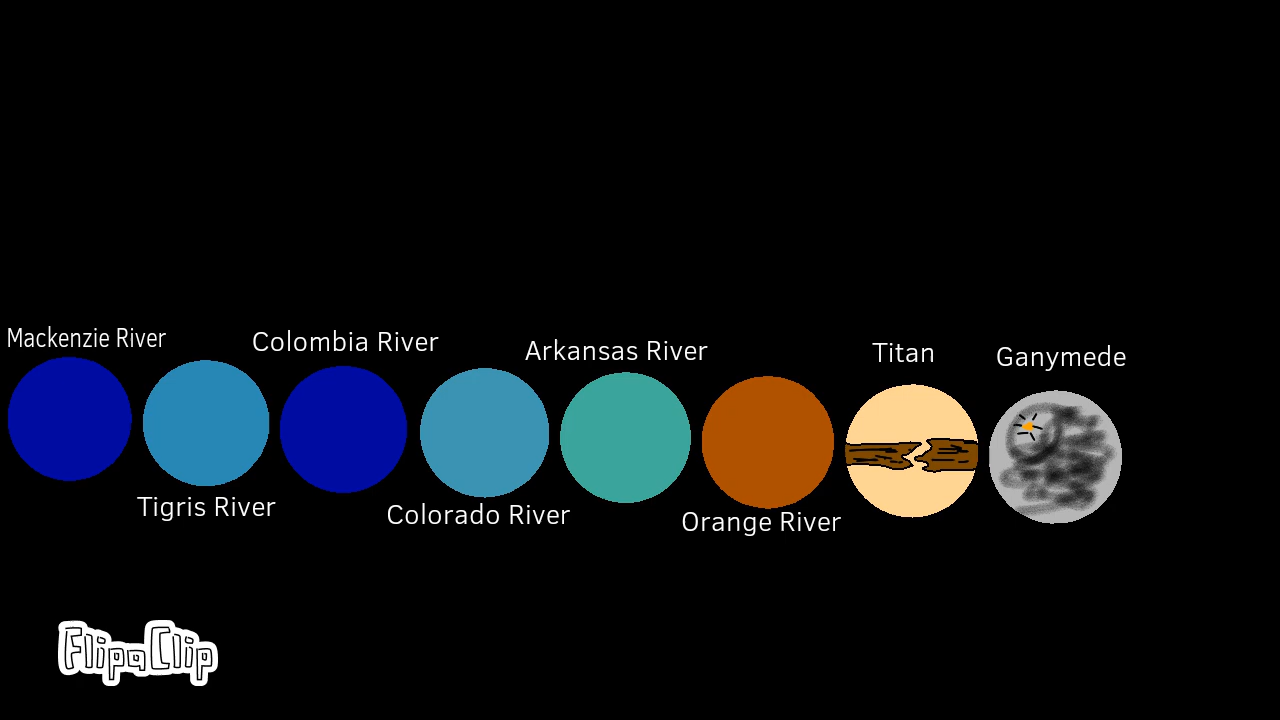 Mackenzie River
Tigris River
Colombia River
Colorado River
Arkansas River
Orange River
Titan
Ganymede
FlipaClip